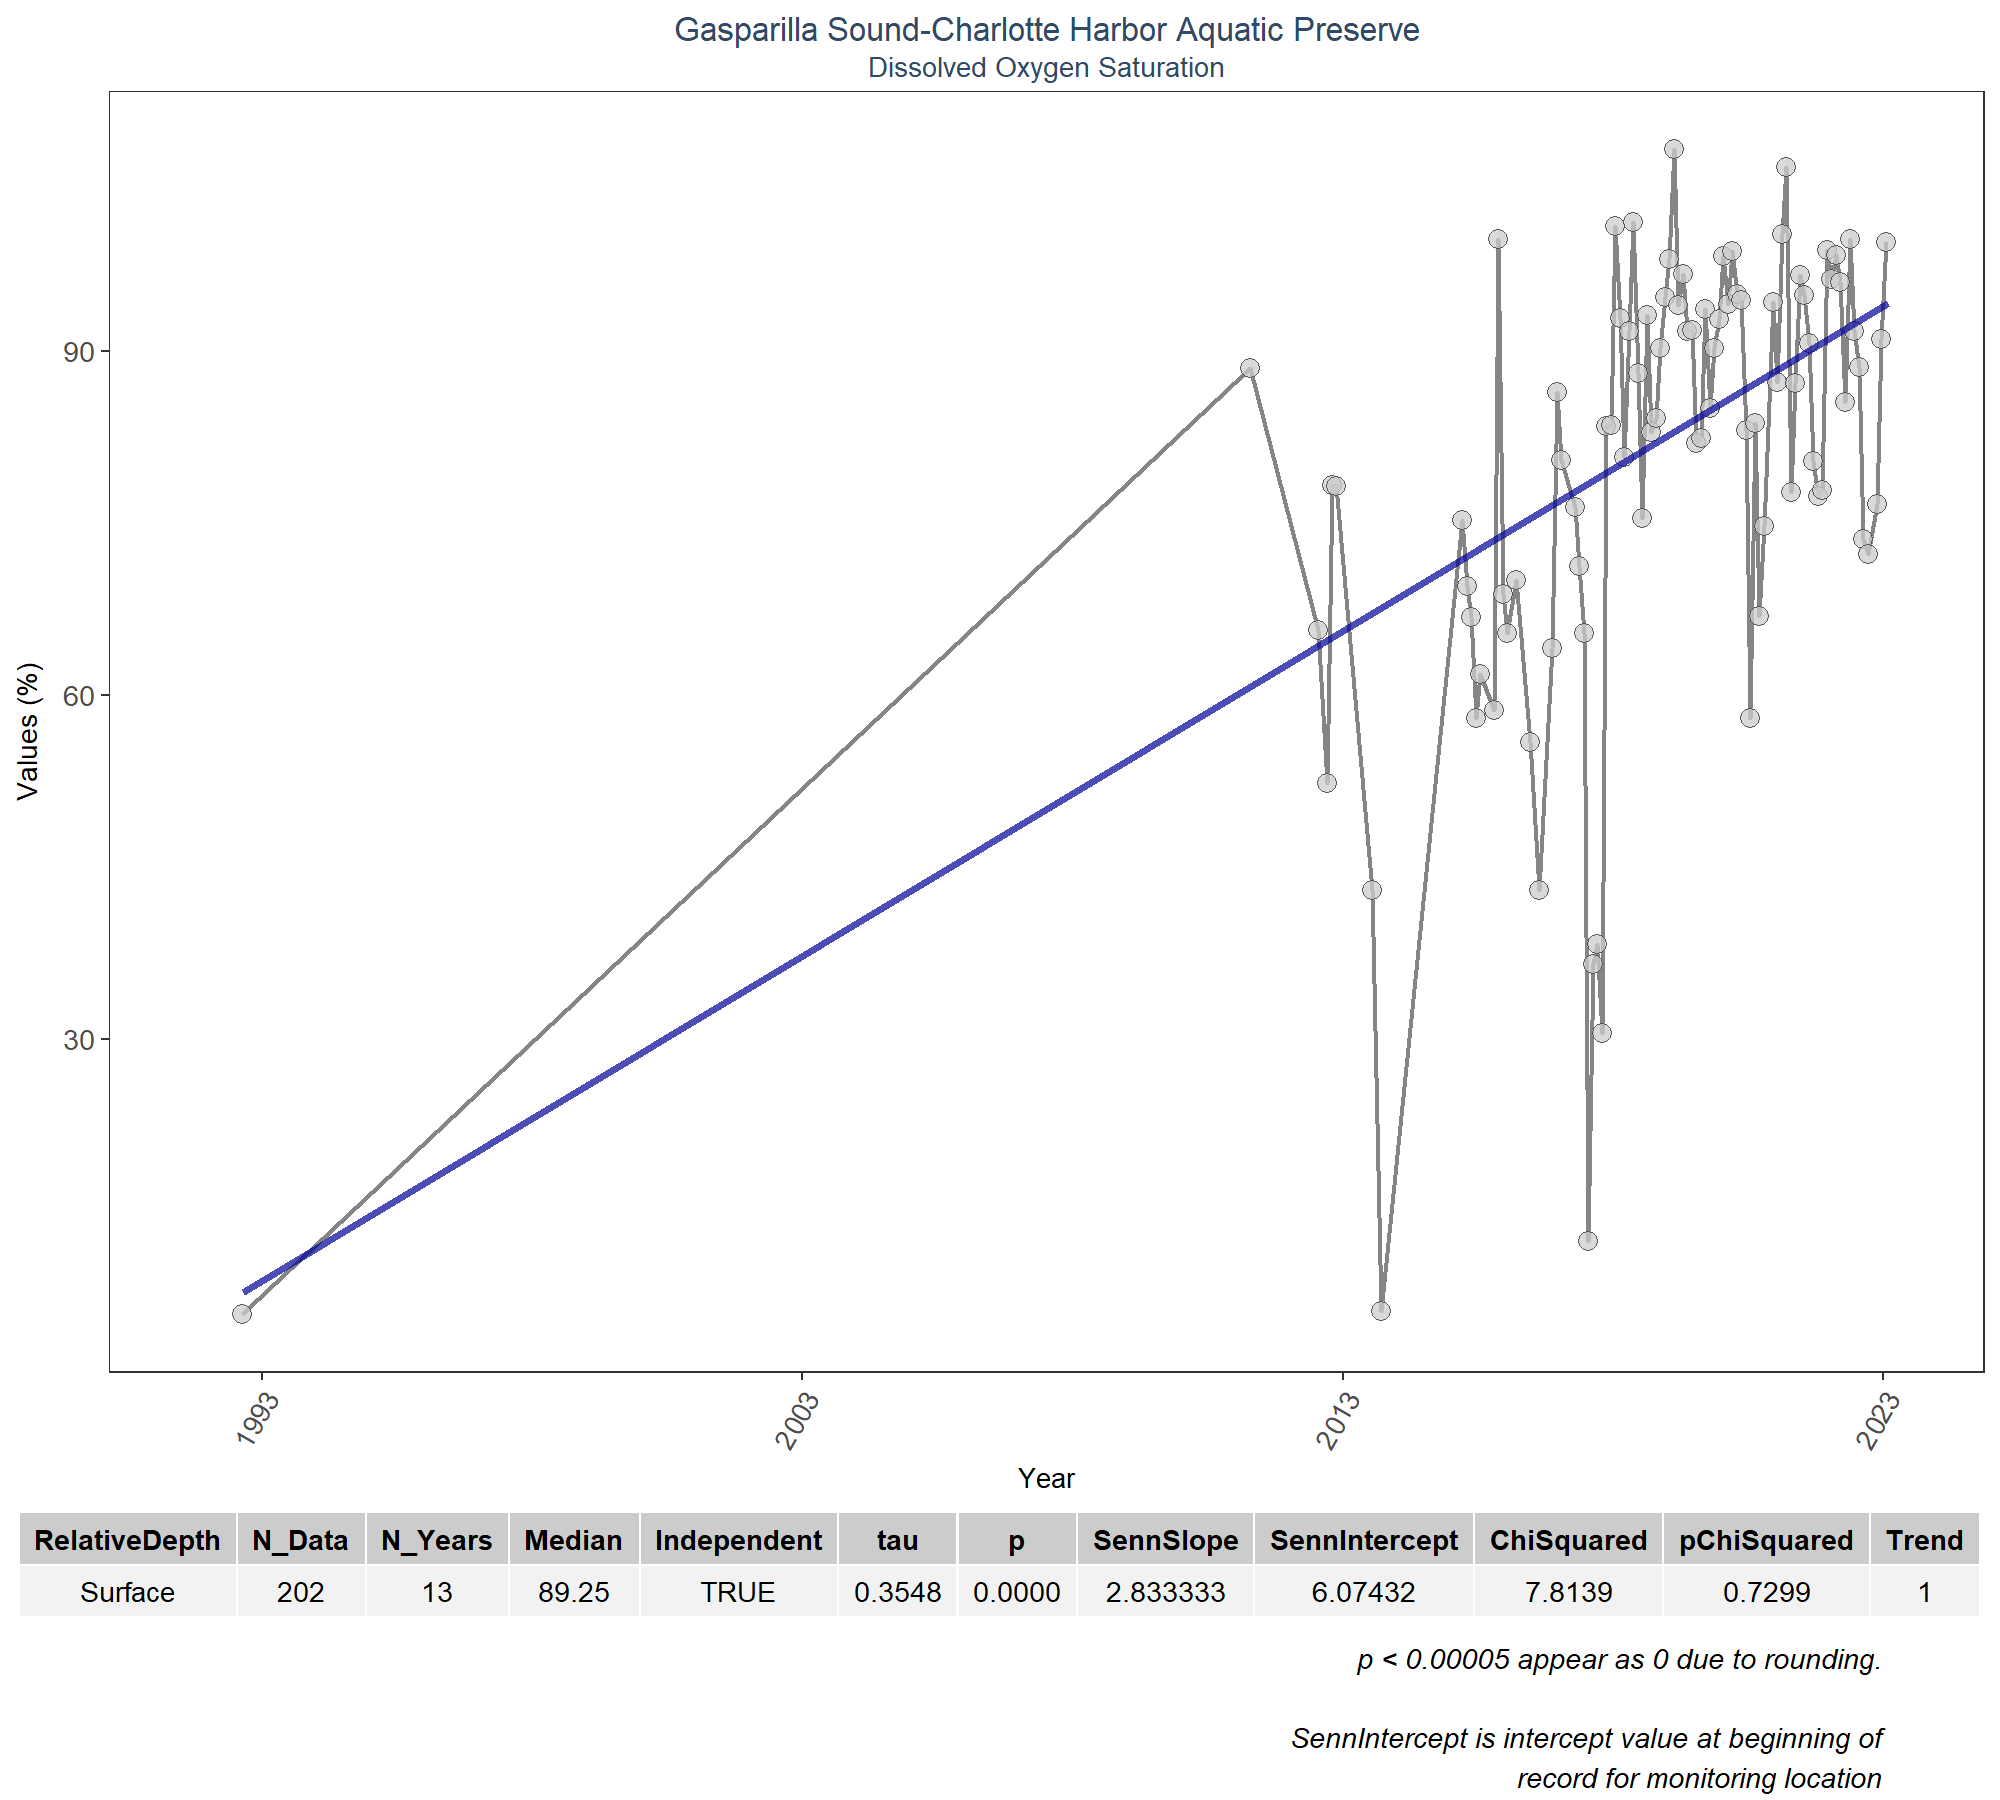 Gasparilla Sound-Charlotte Harbor Aquatic Preserve
Dissolved Oxygen Saturation
Values (%)
90
60
30
1993
2003
2013
2023
Year
RelativeDepth N_Data N_Years Median Independent tau p SennSlope SennIntercept ChiSquared pChiSquared Trend
Surface 202 13 89.25 TRUE 0.3548 0.0000 2.833333 6.07432 7.8139 0.7299 1
p < 0.00005 appear as 0 due to rounding.
SennIntercept is intercept value at beginning of
record for monitoring location